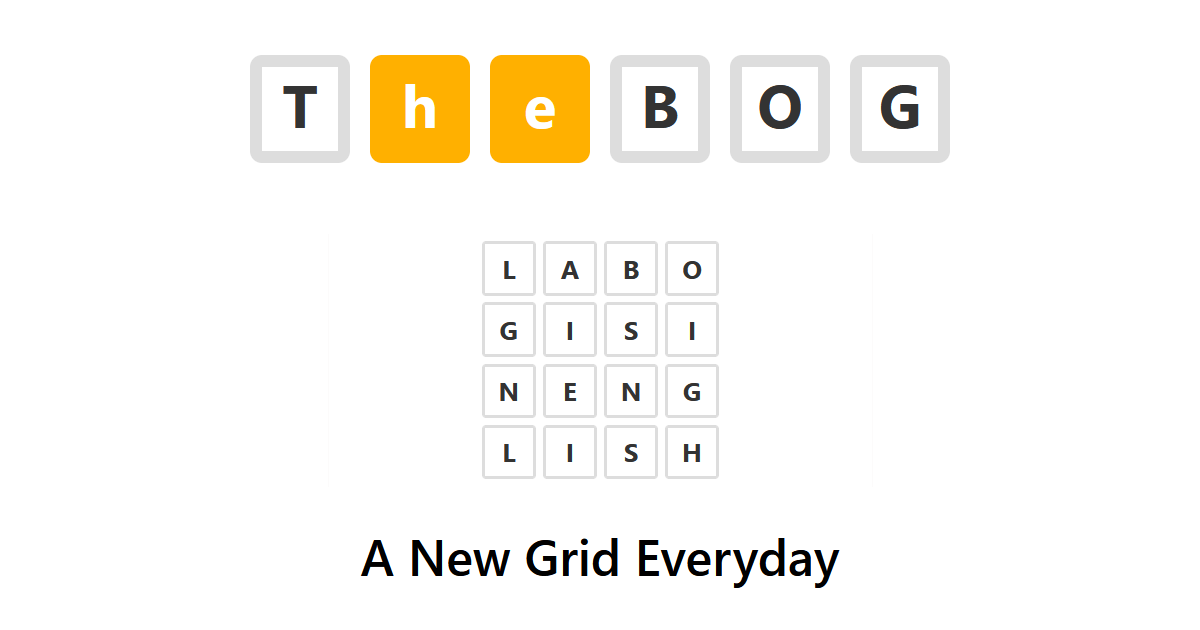 T h e B O G
L A B O
G I S I
N E N G
L I S H
A New Grid Everyday